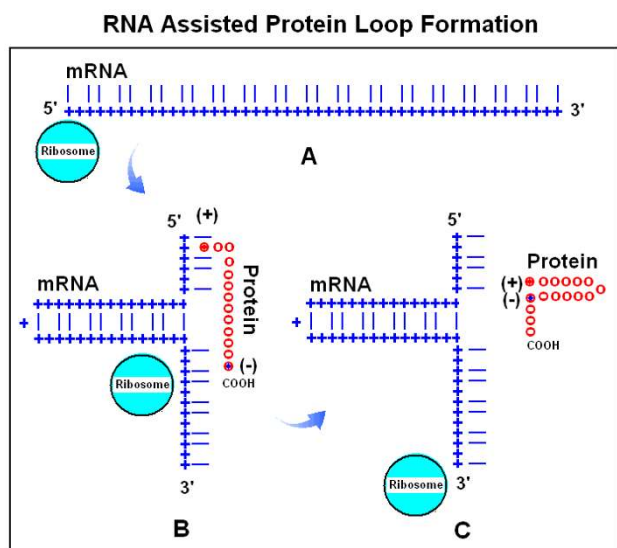 RNA Assisted Protein Loop Formation
mRNA
5' 3'
Ribosome
A
(+)
5'
mRNA
Protein
(-)
COOH
Ribosome
3'
B
5'
mRNA
Protein
(+)
(-)
COOH
Ribosome
3'
C